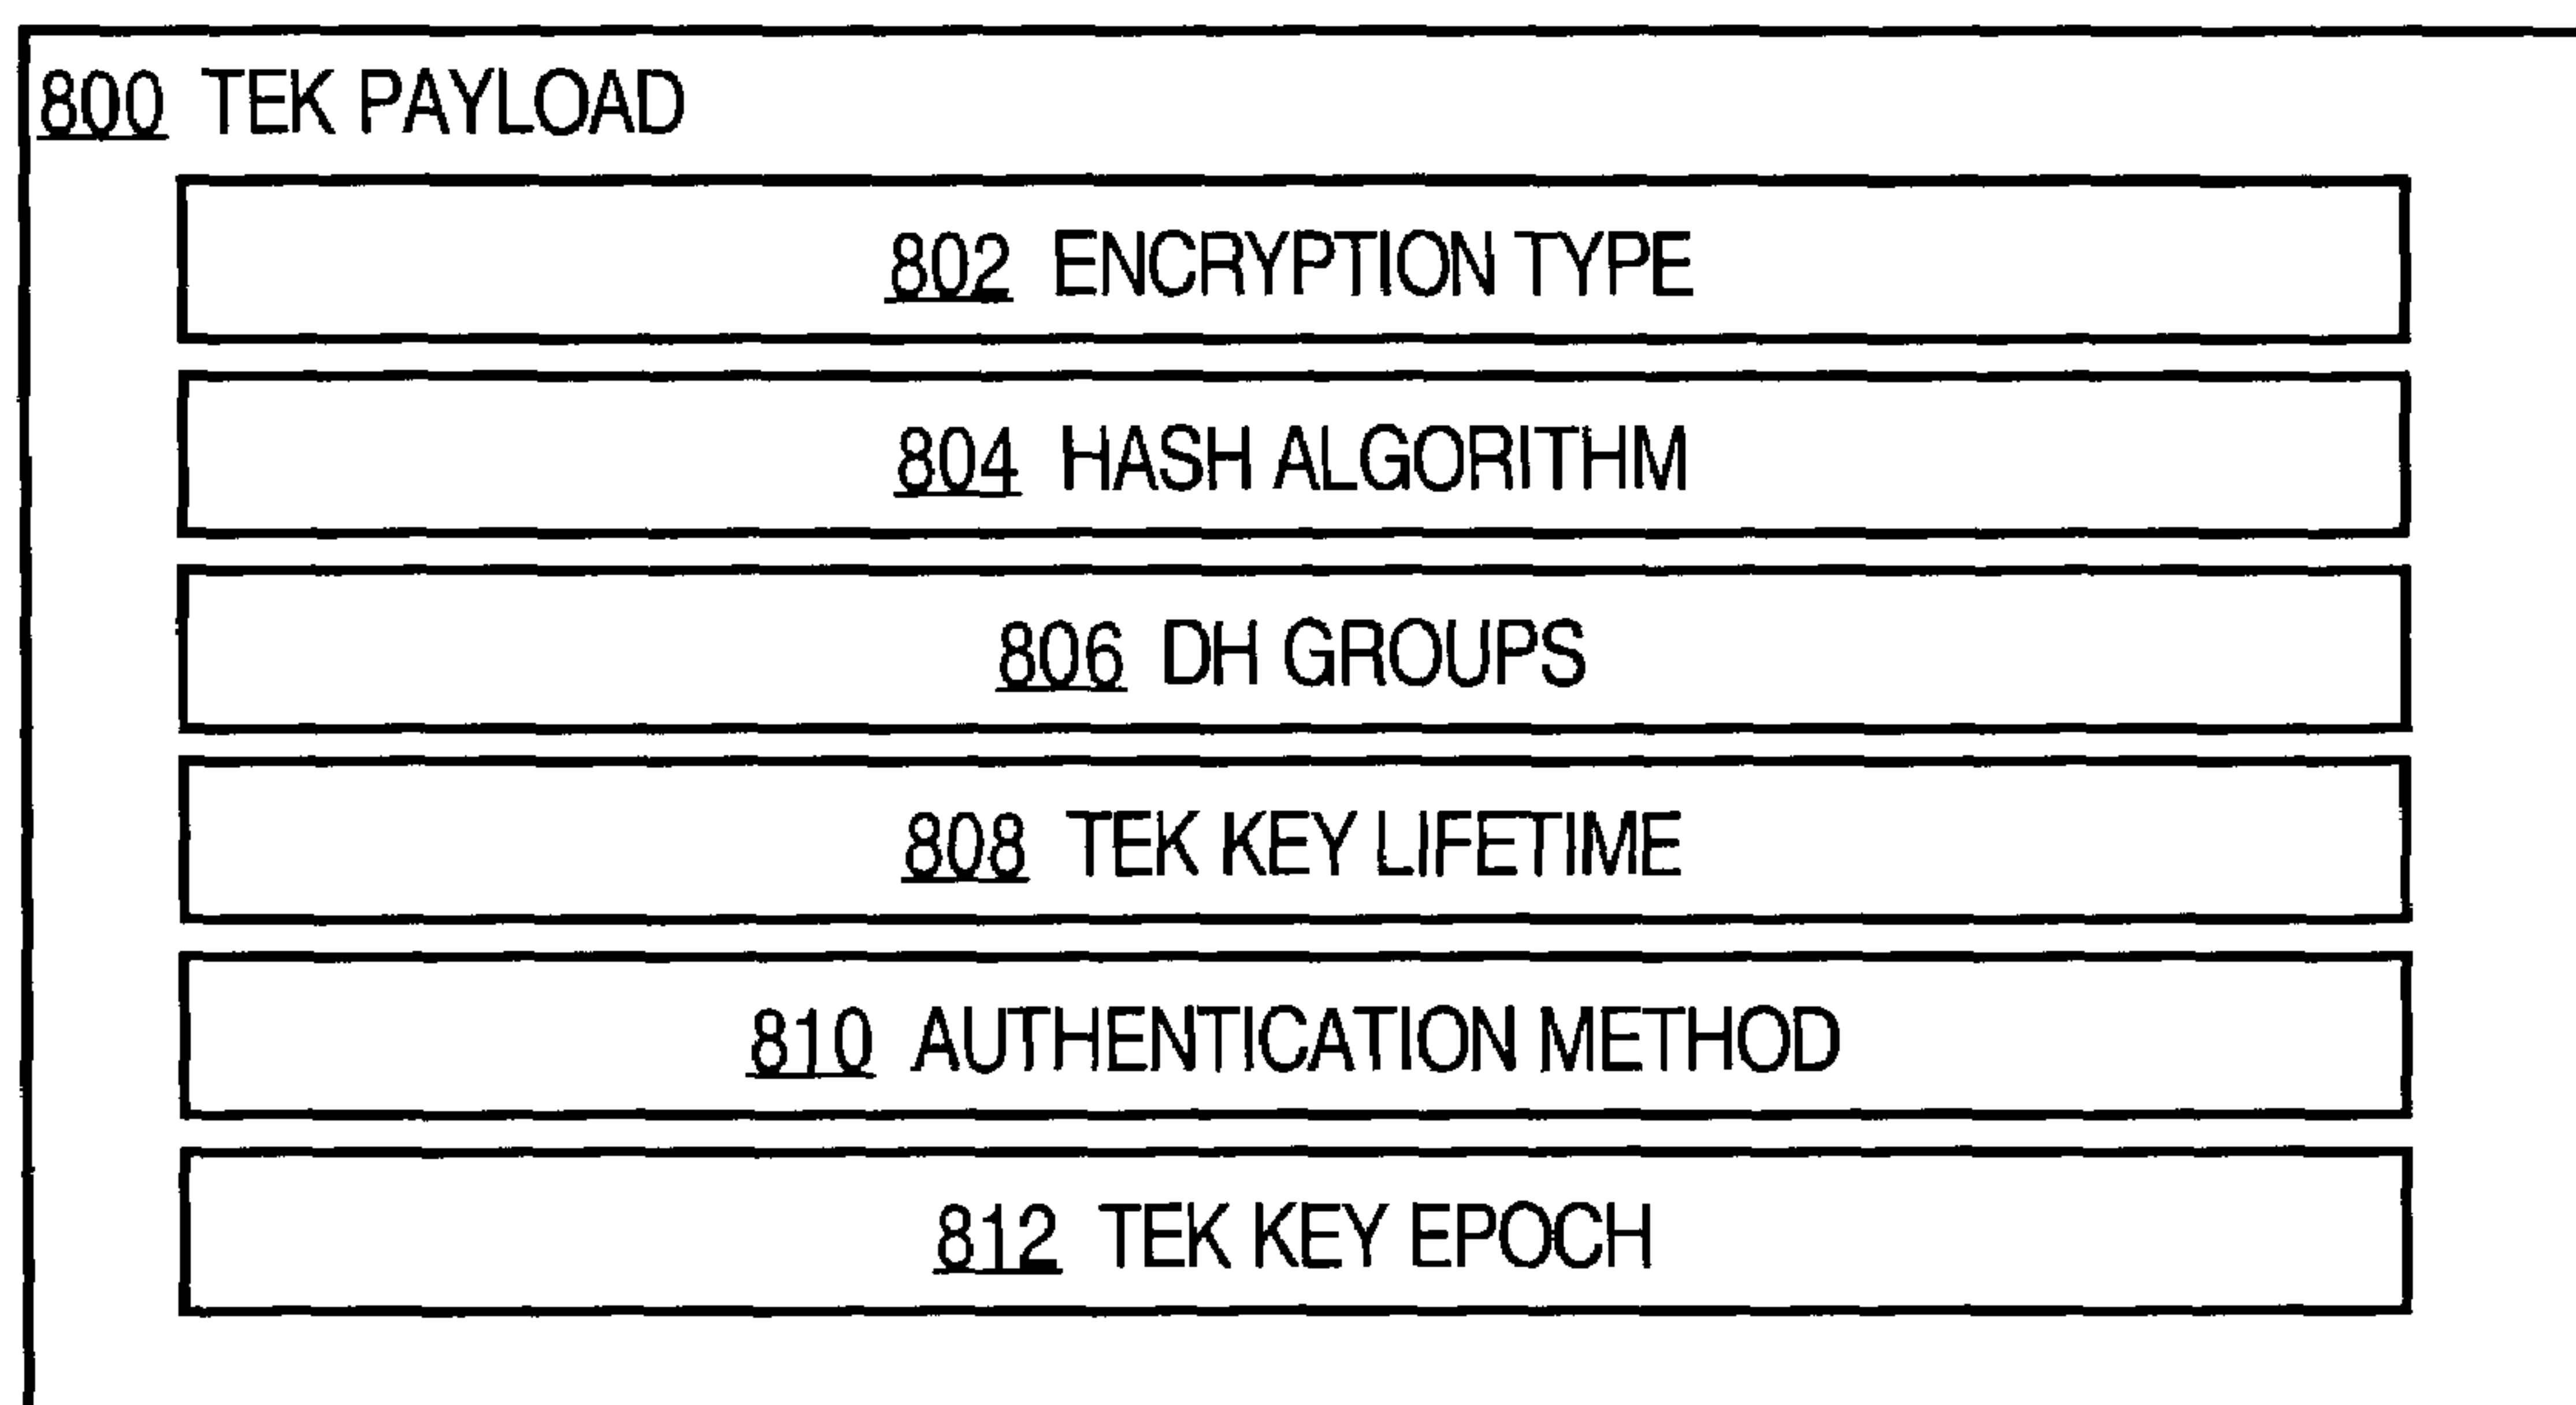 800 TEK PAYLOAD
802 ENCRYPTION TYPE
804 HASH ALGORITHM
806 DH GROUPS
808 TEK KEY LIFETIME
810 AUTHENTICATION METHOD
812 TEK KEY EPOCH